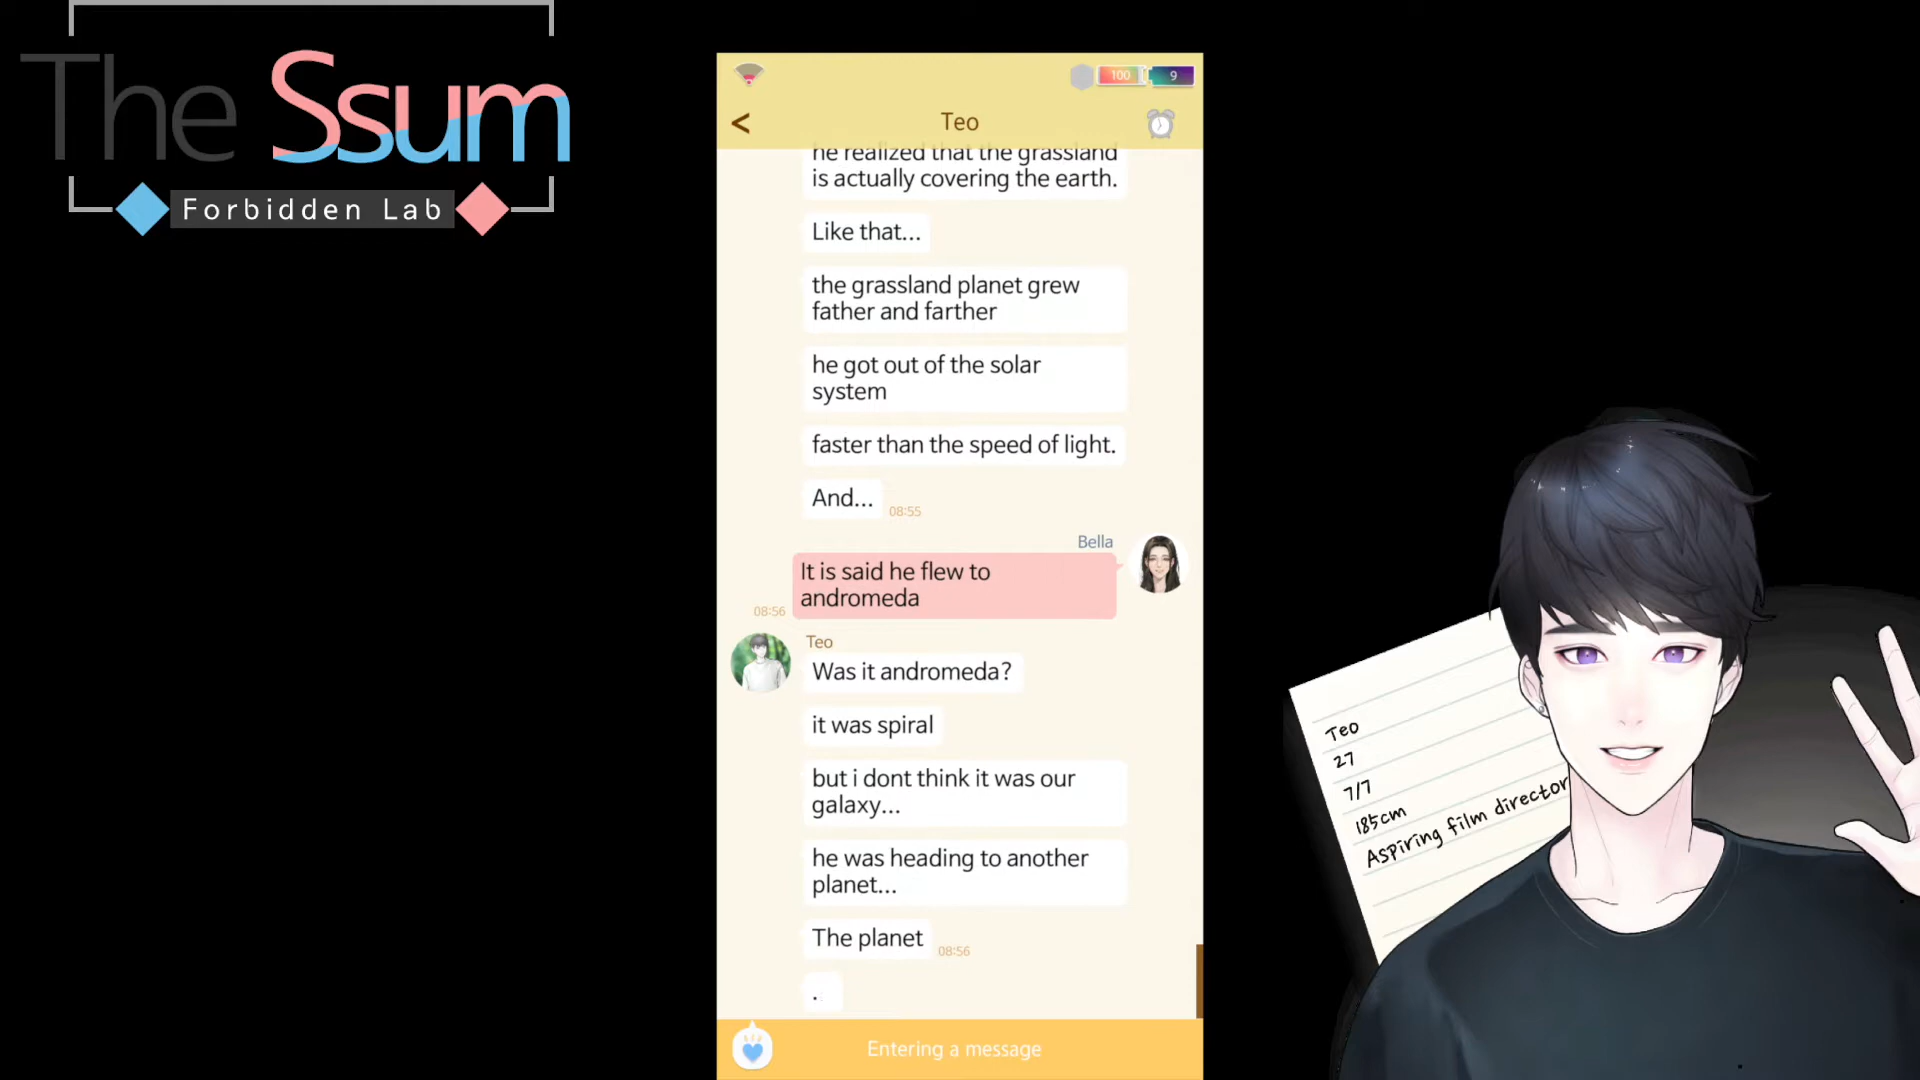 The Ssum
Forbidden Lab
100
9
<
Teo
he realized that the grassland
is actually covering the earth.
Like that...
the grassland planet grew
father and farther
he got out of the solar
system
faster than the speed of light.
And...
08:55
Bella
It is said he flew to
andromeda
08:56
Teo
Was it andromeda?
it was spiral
but i dont think it was our
galaxy...
he was heading to another
planet...
The planet
08:56
.
Entering a message
Teo
27
7/7
185cm
Aspiring film director